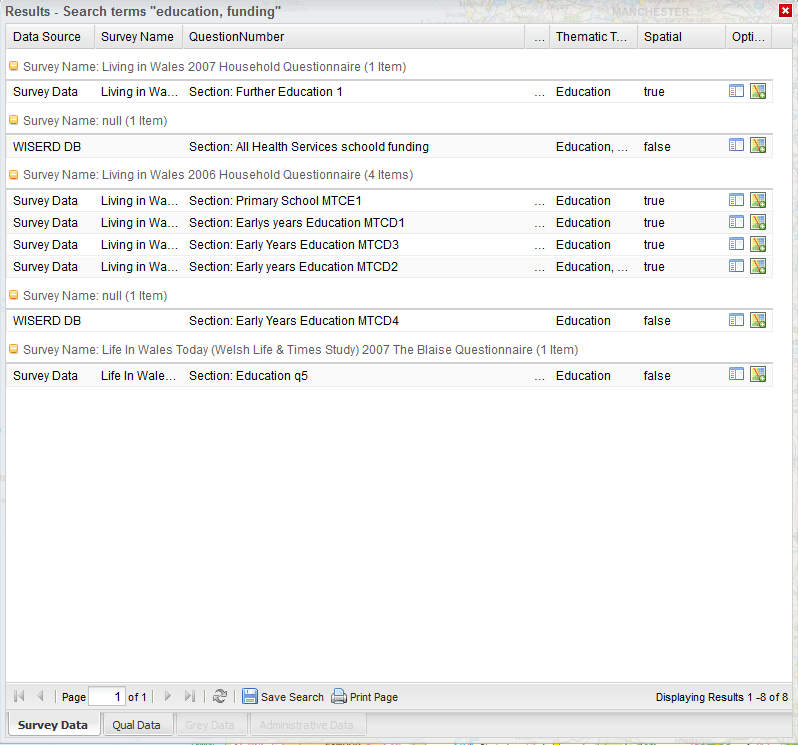 Results - Search terms "education, funding"
MANCHESTER
Data Source Survey Name QuestionNumber ... Thematic T... Spatial Opti...
Survey Name: Living in Wales 2007 Household Questionnaire (1 Item)
Survey Data Living in Wa... Section: Further Education 1 ... Education true
Survey Name: null (1 Item)
WISERD DB Section: All Health Services schoold funding Education, ... false
Survey Name: Living in Wales 2006 Household Questionnaire (4 Items)
Survey Data Living in Wa... Section: Primary School MTCE1 ... Education true
Survey Data Living in Wa... Section: Earlys years Education MTCD1 ... Education true
Survey Data Living in Wa... Section: Early Years Education MTCD3 ... Education true
Survey Data Living in Wa... Section: Early years Education MTCD2 ... Education, ... true
Survey Name: null (1 Item)
WISERD DB Section: Early Years Education MTCD4 Education false
Survey Name: Life In Wales Today (Welsh Life & Times Study) 2007 The Blaise Questionnaire (1 Item)
Survey Data Life In Wale... Section: Education q5 ... Education false
Page 1 of 1 Save Search Print Page Displaying Results 1 -8 of 8
Survey Data Qual Data Grey Data Administrative Data